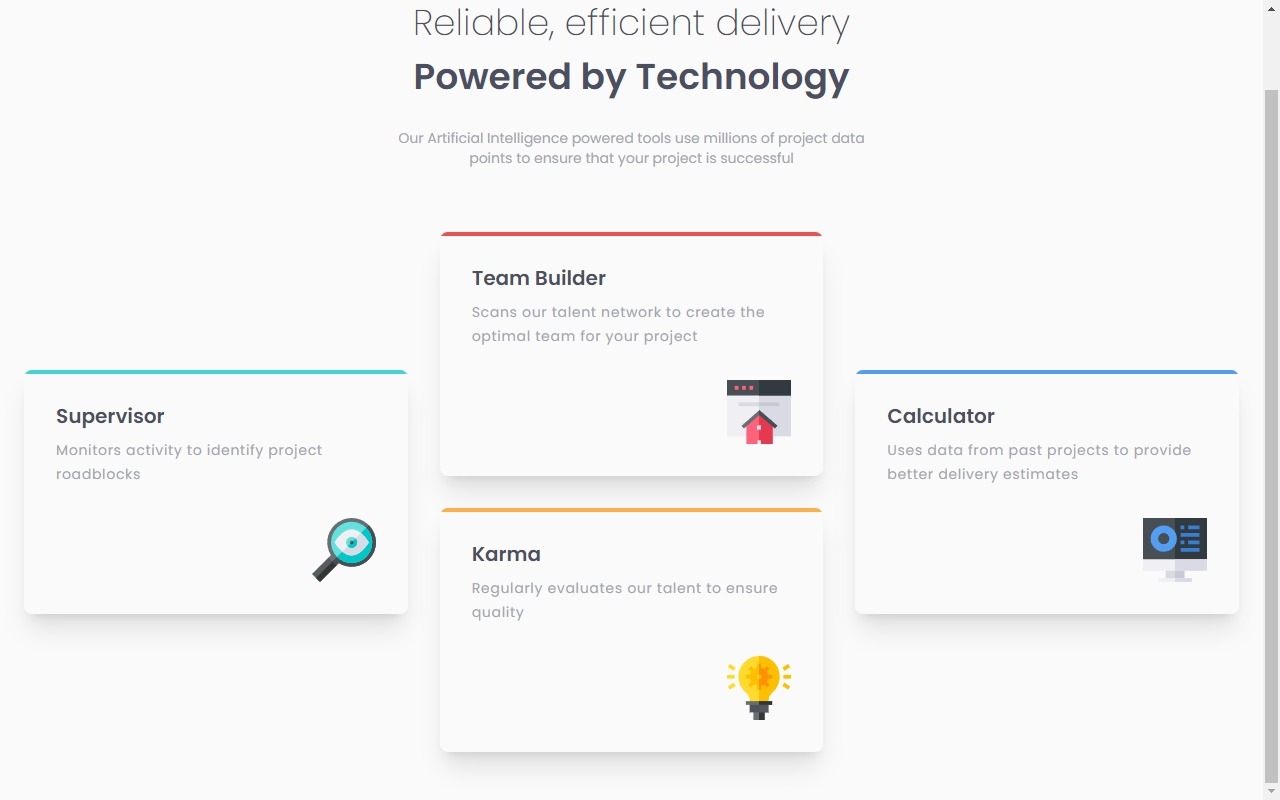 Reliable, efficient delivery
Powered by Technology
Our Artificial Intelligence powered tools use millions of project data
points to ensure that your project is successful
Supervisor
Monitors activity to identify project
roadblocks
Team Builder
Scans our talent network to create the
optimal team for your project
Karma
Regularly evaluates our talent to ensure
quality
Calculator
Uses data from past projects to provide
better delivery estimates